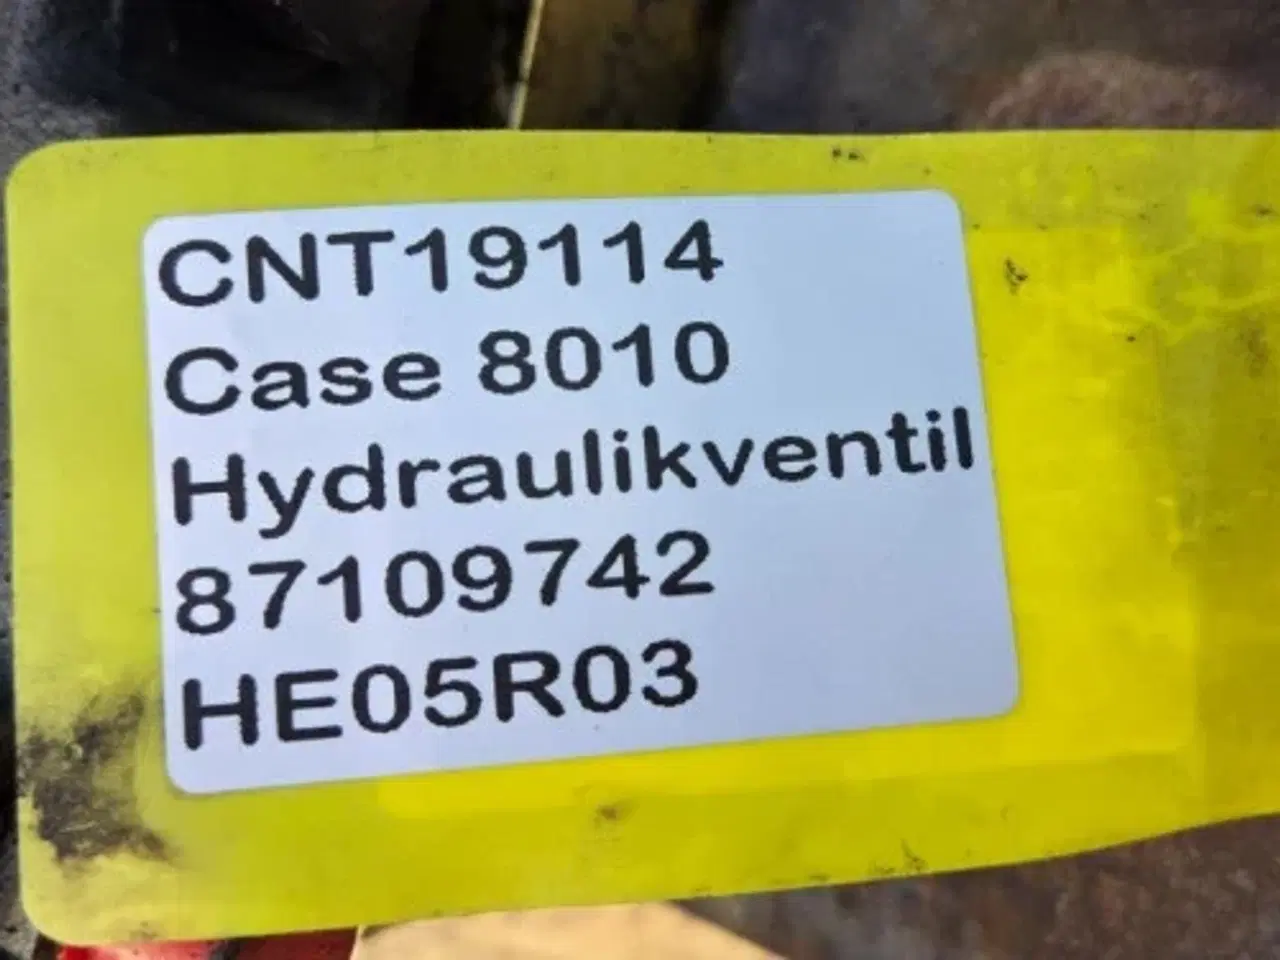 CNT19114
Case 8010
Hydraulikventil
87109742
HE05R03